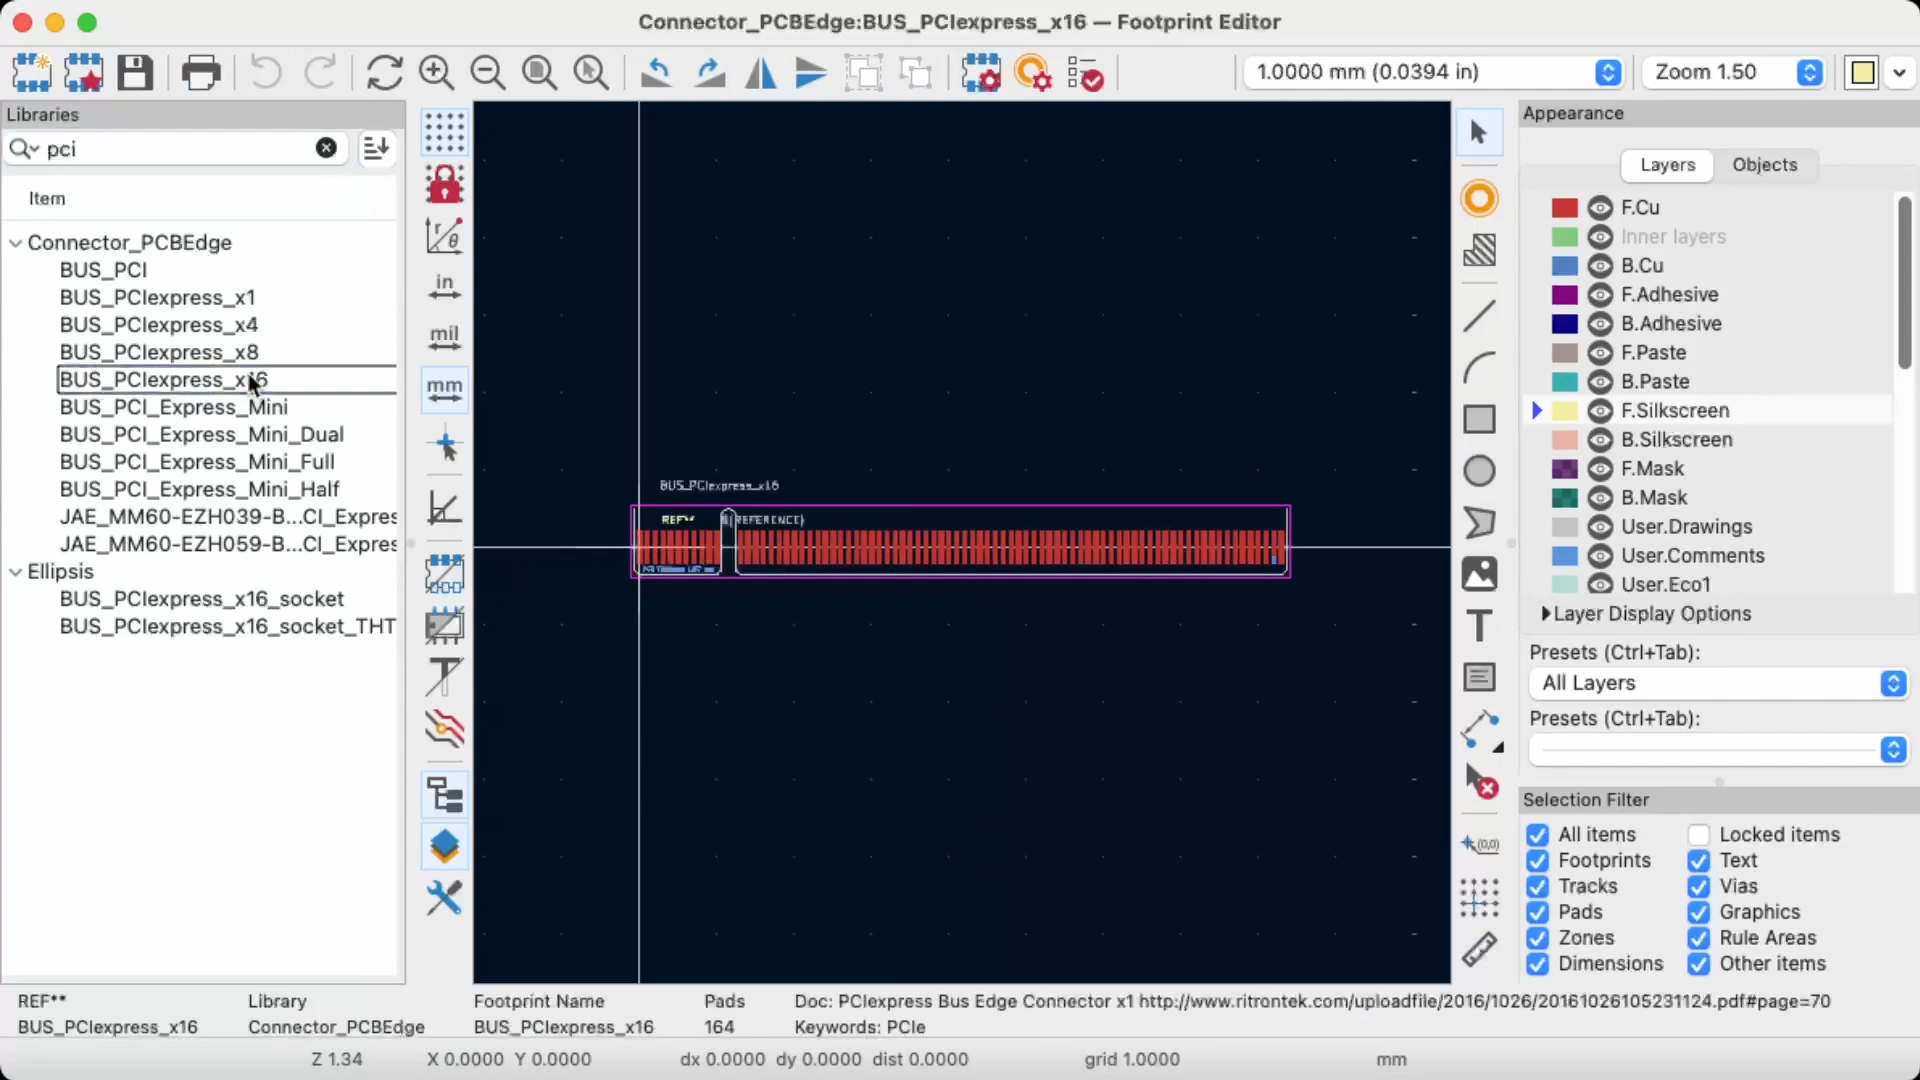 Connector_PCBEdge:BUS_PCIexpress_x16 — Footprint Editor
1.0000 mm (0.0394 in)
Zoom 1.50
Libraries
pci
Item
Connector_PCBEdge
BUS_PCI
BUS_PCIexpress_x1
BUS_PCIexpress_x4
BUS_PCIexpress_x8
BUS_PCIexpress_x16
BUS_PCI_Express_Mini
BUS_PCI_Express_Mini_Dual
BUS_PCI_Express_Mini_Full
BUS_PCI_Express_Mini_Half
JAE_MM60-EZH039-B...CI_Expres
JAE_MM60-EZH059-B...CI_Expres
Ellipsis
BUS_PCIexpress_x16_socket
BUS_PCIexpress_x16_socket_THT
in
mil
mm
BUS_PCIexpress_x16
REF**
(REFERENCE)
T
(0,0)
Appearance
Layers
Objects
F.Cu
Inner layers
B.Cu
F.Adhesive
B.Adhesive
F.Paste
B.Paste
F.Silkscreen
B.Silkscreen
F.Mask
B.Mask
User.Drawings
User.Comments
User.Eco1
Layer Display Options
Presets (Ctrl+Tab):
All Layers
Presets (Ctrl+Tab):
Selection Filter
All items
Locked items
Footprints
Text
Tracks
Vias
Pads
Graphics
Zones
Rule Areas
Dimensions
Other items
REF** Library Footprint Name Pads Doc: PCIexpress Bus Edge Connector x1 http://www.ritrontek.com/uploadfile/2016/1026/20161026105231124.pdf#page=70
BUS_PCIexpress_x16 Connector_PCBEdge BUS_PCIexpress_x16 164 Keywords: PCIe
Z 1.34 X 0.0000 Y 0.0000 dx 0.0000 dy 0.0000 dist 0.0000 grid 1.0000 mm